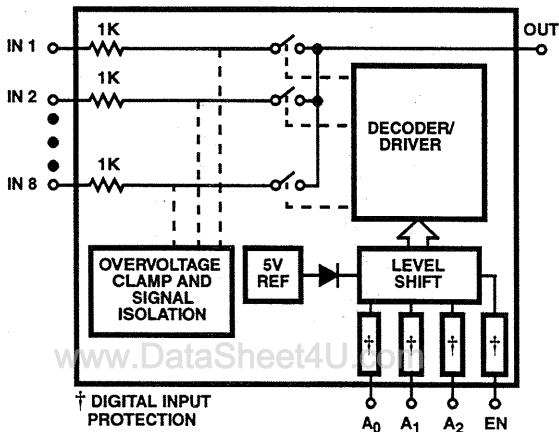 1K
OUT
IN 1
1K
IN 2
DECODER/
DRIVER
1K
IN 8
OVERVOLTAGE
CLAMP AND
SIGNAL
ISOLATION
5V
REF
LEVEL
SHIFT
† † † †
www.DataSheet4U.com
† DIGITAL INPUT
PROTECTION
A0 A1 A2 EN